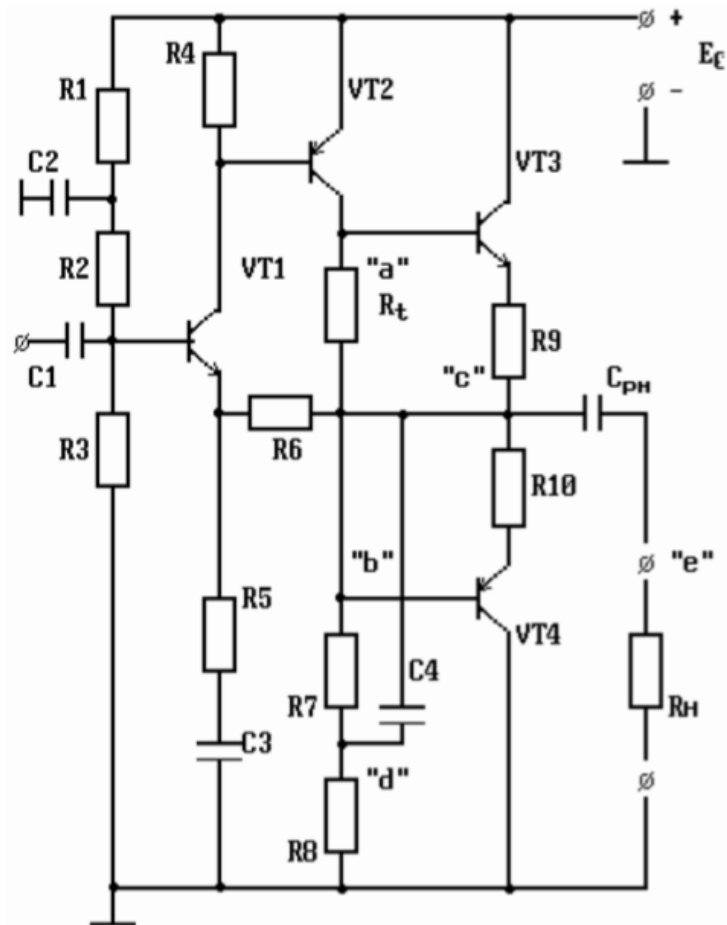 +
R4
E€
R1
VT2
-
C2
VT3
R2
VT1
"a"
Rt
R9
"c"
C1
CРН
R3
R6
R10
"b"
"e"
R5
VT4
C4
R7
RН
C3
"d"
R8